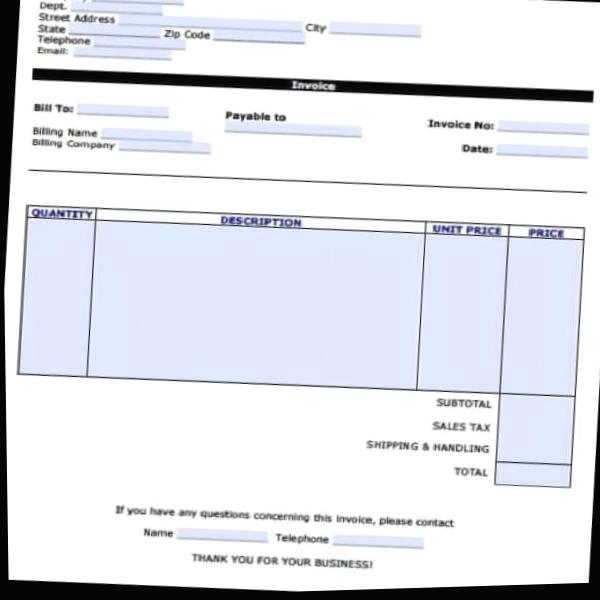 Dept.
Street Address City
State Zip Code
Telephone
Email:
Invoice
Bill To: Payable to Invoice No:
Billing Name
Billing Company Date:
QUANTITY DESCRIPTION UNIT PRICE PRICE
SUBTOTAL
SALES TAX
SHIPPING & HANDLING
TOTAL
If you have any questions concerning this invoice, please contact
Name Telephone
THANK YOU FOR YOUR BUSINESS!